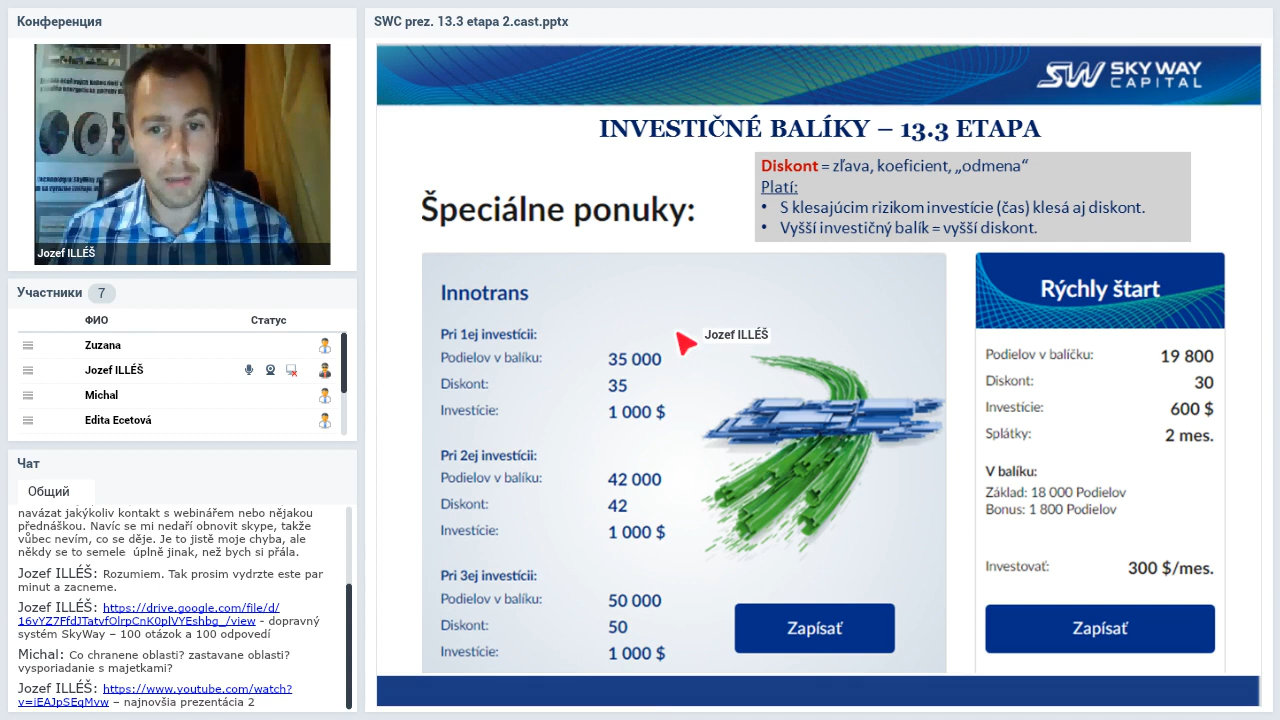 Конференция
Jozef ILLÉŠ
Участники 7
ФИО Статус
Zuzana
Jozef ILLÉŠ
Michal
Edita Ecetová
Чат
Общий
navázat jakýkoliv kontakt s webinářem nebo nějakou
přednáškou. Navíc se mi nedaří obnovit skype, takže
vůbec nevím, co se děje. Je to jistě moje chyba, ale
někdy se to semele úplně jinak, než bych si přála.
Jozef ILLÉŠ: Rozumiem. Tak prosim vydrzte este par
minut a zacneme.
Jozef ILLÉŠ: https://drive.google.com/file/d/
16vYZ7FfdJTatvfOlrpCnK0plVYEshbg_/view - dopravný
systém SkyWay – 100 otázok a 100 odpovedí
Michal: Co chranene oblasti? zastavane oblasti?
vysporiadanie s majetkami?
Jozef ILLÉŠ: https://www.youtube.com/watch?
v=jEAJpSEqMvw – najnovšia prezentácia 2
SWC prez. 13.3 etapa 2.cast.pptx
SW SKY WAY
CAPITAL
INVESTIČNÉ BALÍKY – 13.3 ETAPA
Diskont = zľava, koeficient, „odmena“
Platí:
• S klesajúcim rizikom investície (čas) klesá aj diskont.
• Vyšší investičný balík = vyšší diskont.
Špeciálne ponuky:
Innotrans
Pri 1ej investícii:
Podielov v balíku: 35 000
Diskont: 35
Investície: 1 000 $
Pri 2ej investícii:
Podielov v balíku: 42 000
Diskont: 42
Investície: 1 000 $
Pri 3ej investícii:
Podielov v balíku: 50 000
Diskont: 50
Investície: 1 000 $
Jozef ILLÉŠ
Zapísať
Rýchly štart
Podielov v balíčku: 19 800
Diskont: 30
Investície: 600 $
Splátky: 2 mes.
V balíku:
Základ: 18 000 Podielov
Bonus: 1 800 Podielov
Investovať: 300 $/mes.
Zapísať